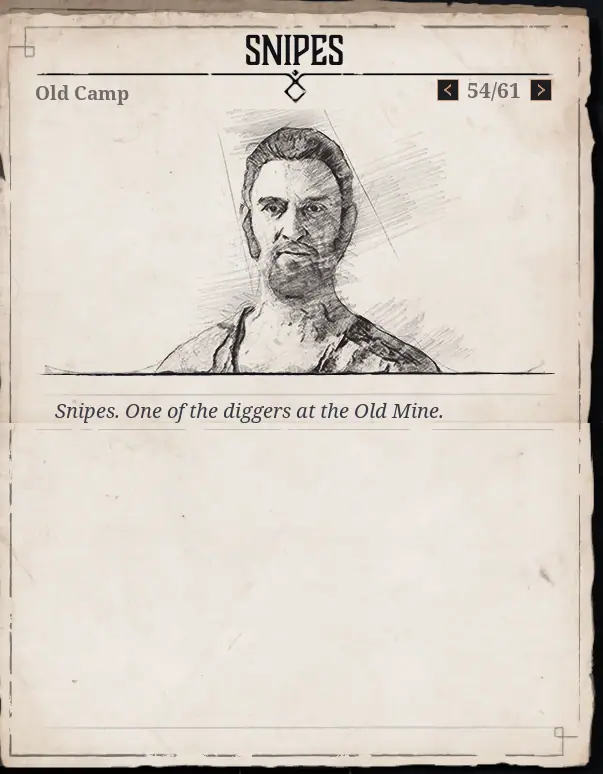 SNIPES
Old Camp
54/61
Snipes. One of the diggers at the Old Mine.